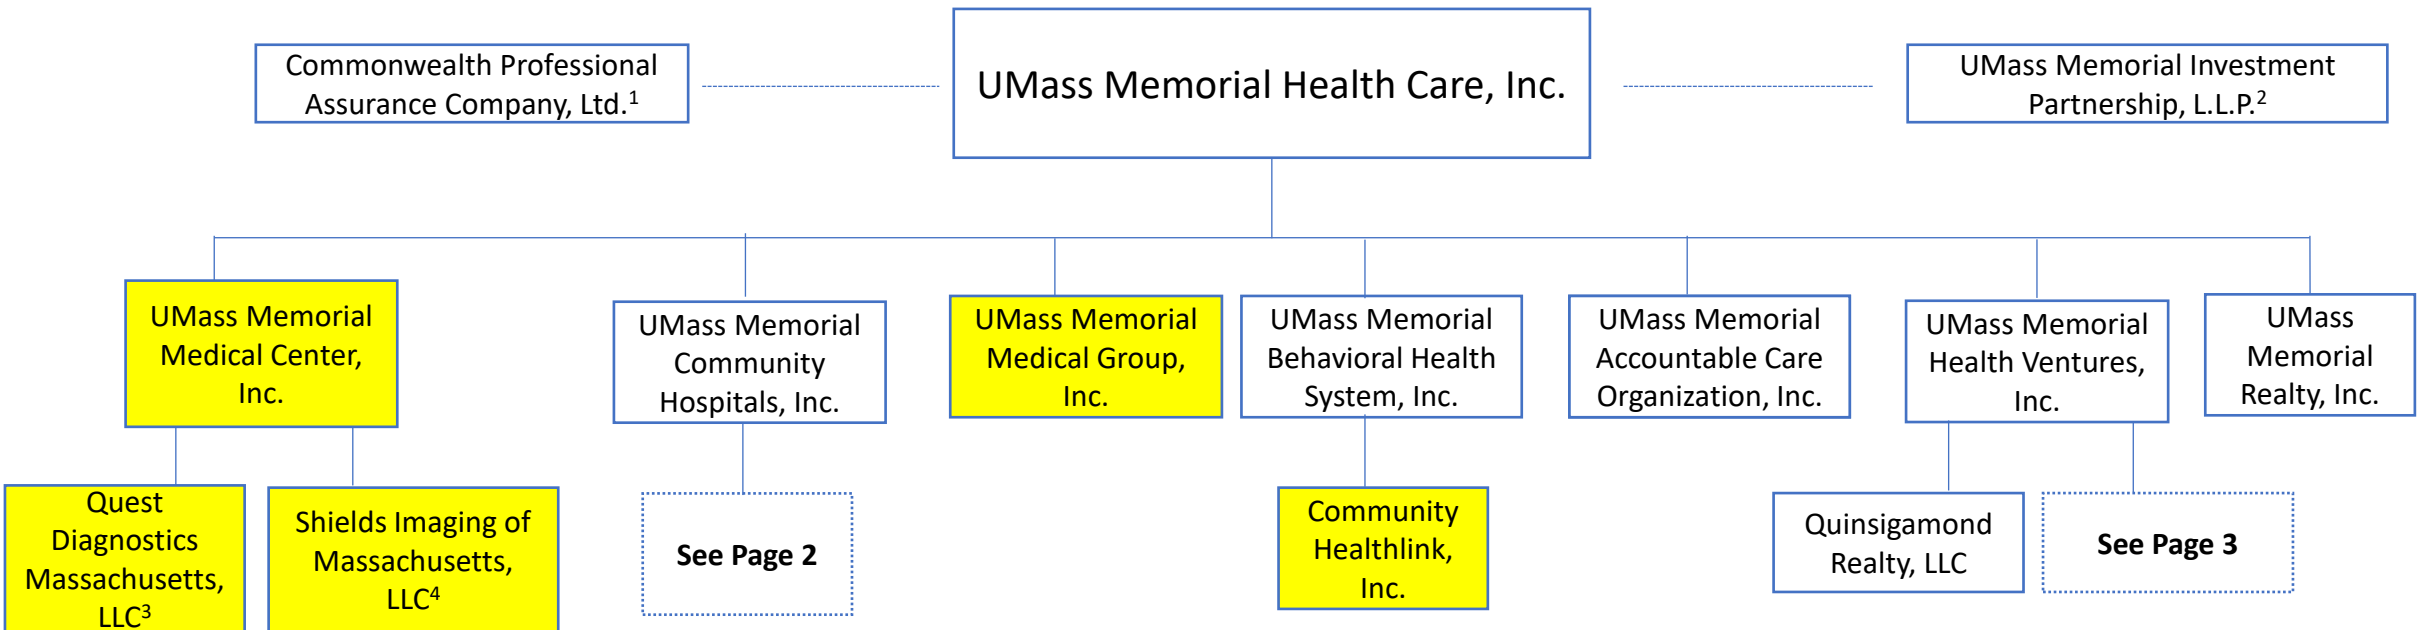 Commonwealth Professional
Assurance Company, Ltd.¹
UMass Memorial Health Care, Inc.
UMass Memorial Investment
Partnership, L.L.P.²
UMass Memorial
Medical Center,
Inc.
UMass Memorial
Community
Hospitals, Inc.
UMass Memorial
Medical Group,
Inc.
UMass Memorial
Behavioral Health
System, Inc.
UMass Memorial
Accountable Care
Organization, Inc.
UMass Memorial
Health Ventures,
Inc.
UMass
Memorial
Realty, Inc.
Quest
Diagnostics
Massachusetts,
LLC³
Shields Imaging of
Massachusetts,
LLC⁴
See Page 2
Community
Healthlink,
Inc.
Quinsigamond
Realty, LLC
See Page 3